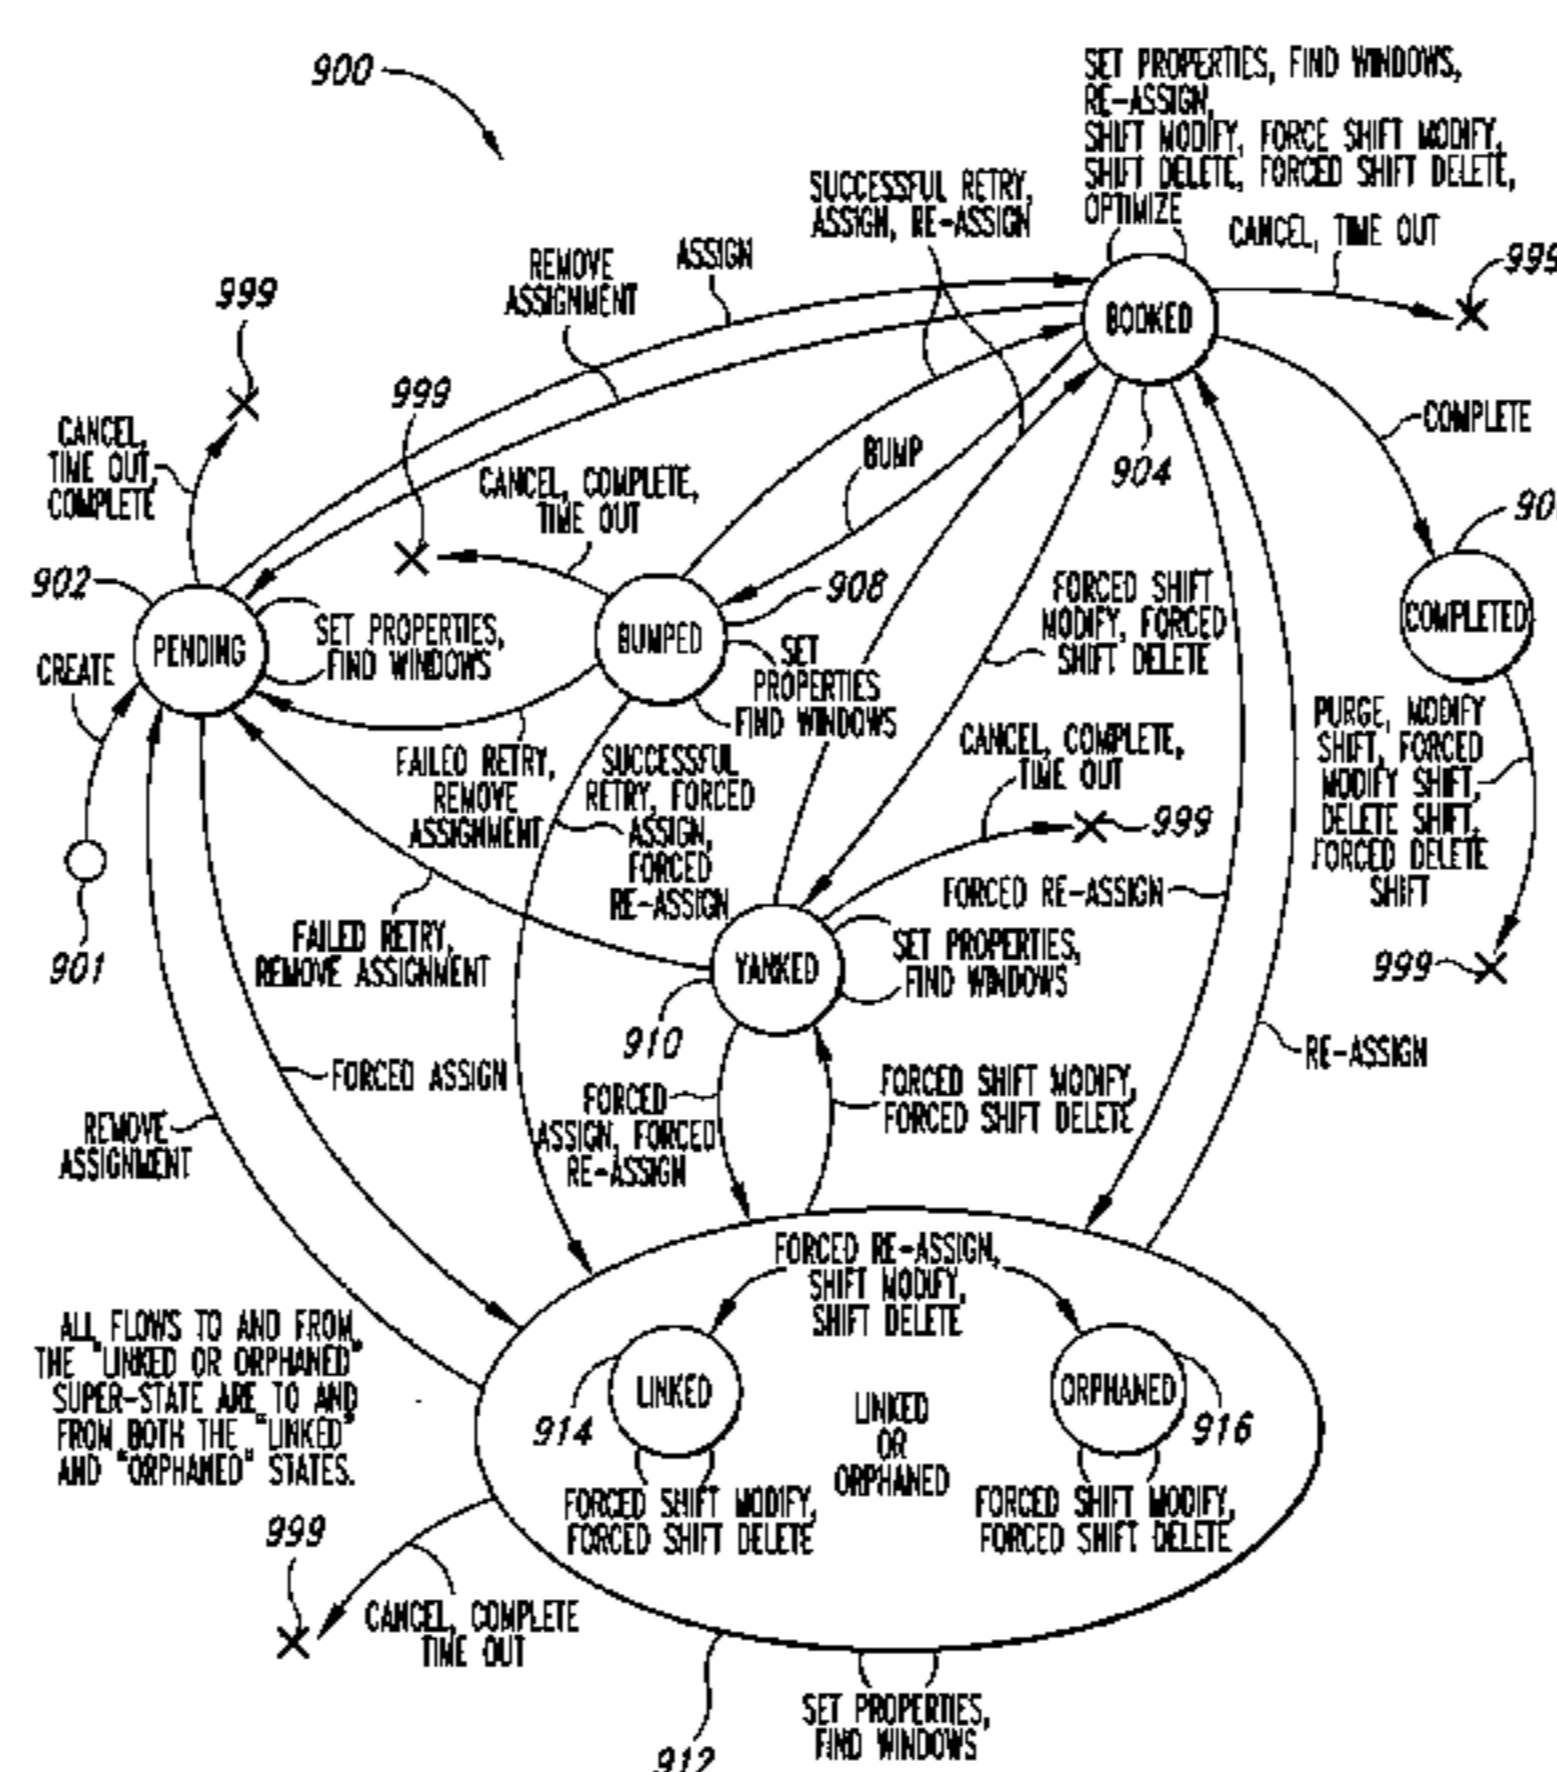 900
SET PROPERTIES, FIND WINDOWS,
RE-ASSIGN,
SHIFT MODIFY, FORCE SHIFT MODIFY,
SHIFT DELETE, FORCED SHIFT DELETE,
OPTIMIZE
SUCCESSFUL RETRY,
ASSIGN, RE-ASSIGN
CANCEL, TIME OUT
999
ASSIGN
REMOVE
ASSIGNMENT
999
BOOKED
999
CANCEL,
TIME OUT,
COMPLETE
COMPLETE
BUMP
904
CANCEL, COMPLETE,
TIME OUT
902
908
FORCED SHIFT
MODIFY, FORCED
SHIFT DELETE
COMPLETED
PENDING
SET PROPERTIES,
FIND WINDOWS
BUMPED
SET
PROPERTIES
FIND WINDOWS
CREATE
PURGE, MODIFY
SHIFT, FORCED
MODIFY SHIFT,
DELETE SHIFT,
FORCED DELETE
SHIFT
FAILED RETRY,
REMOVE
ASSIGNMENT
SUCCESSFUL
RETRY, FORCED
ASSIGN,
FORCED
RE-ASSIGN
CANCEL, COMPLETE,
TIME OUT
999
FORCED RE-ASSIGN
901
FAILED RETRY,
REMOVE ASSIGNMENT
YANKED
SET PROPERTIES,
FIND WINDOWS
999
910
RE-ASSIGN
FORCED ASSIGN
FORCED
ASSIGN, FORCED
RE-ASSIGN
FORCED SHIFT MODIFY,
FORCED SHIFT DELETE
REMOVE
ASSIGNMENT
FORCED RE-ASSIGN,
SHIFT MODIFY,
SHIFT DELETE
ALL FLOWS TO AND FROM
THE "LINKED OR ORPHANED"
SUPER-STATE ARE TO AND
FROM BOTH THE "LINKED"
AND "ORPHANED" STATES.
LINKED
914
LINKED
OR
ORPHANED
ORPHANED
916
FORCED SHIFT MODIFY,
FORCED SHIFT DELETE
FORCED SHIFT MODIFY,
FORCED SHIFT DELETE
999
CANCEL, COMPLETE
TIME OUT
SET PROPERTIES,
FIND WINDOWS
912